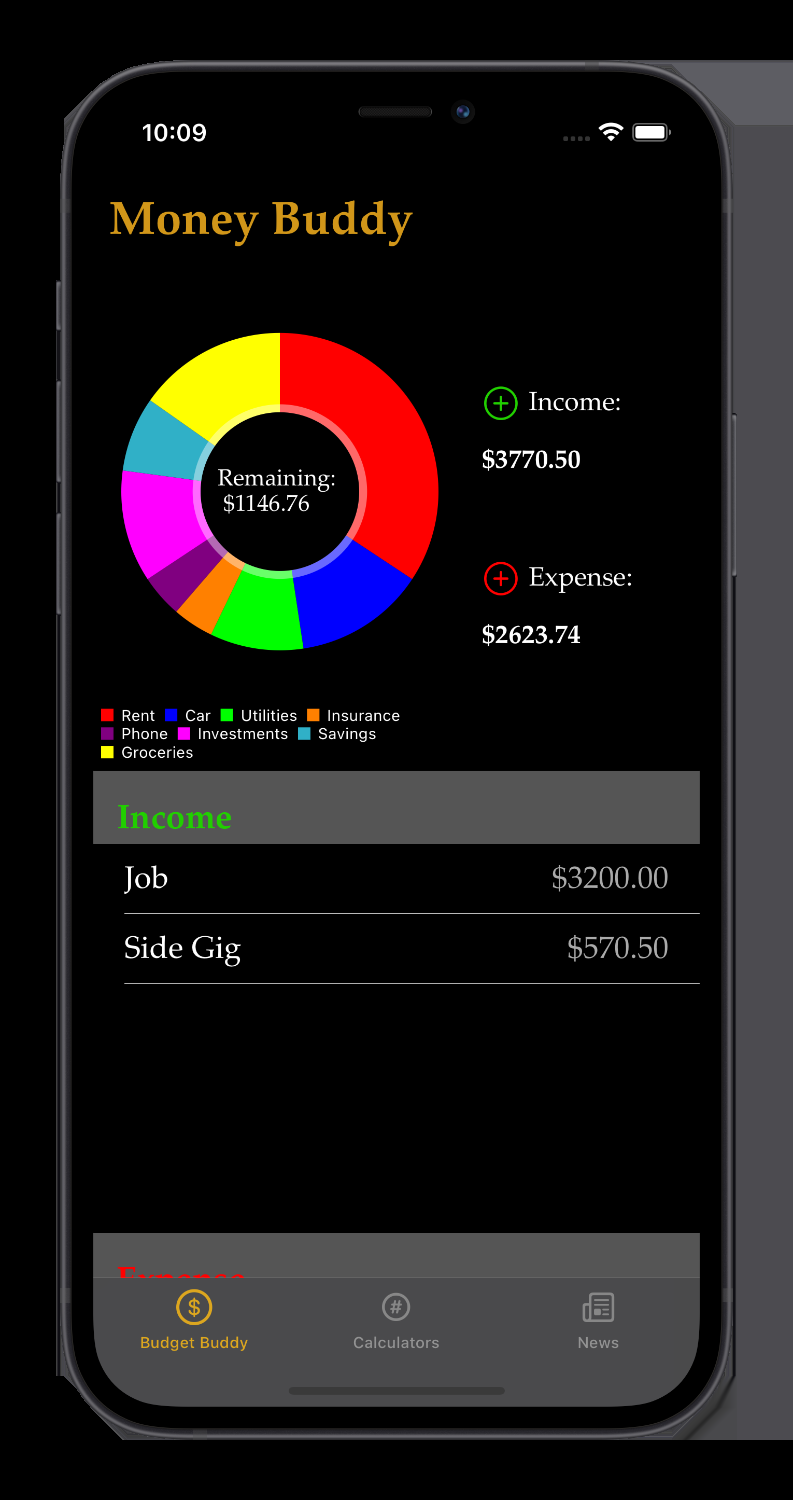 10:09
Money Buddy
Income:
$3770.50
Remaining:
$1146.76
Expense:
$2623.74
Rent Car Utilities Insurance
Phone Investments Savings
Groceries
Income
Job $3200.00
Side Gig $570.50
Expense
$ # 
Budget Buddy Calculators News